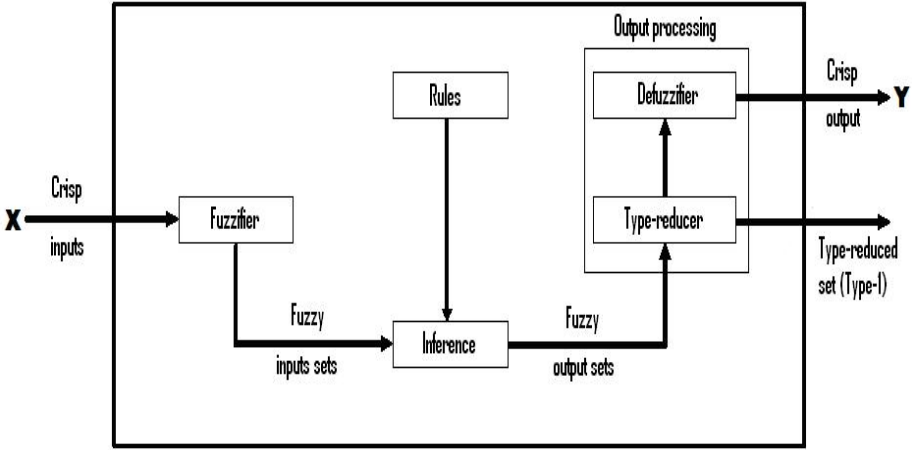 Output processing
Rules
Defuzzifier
Crisp
output
Y
Crisp
inputs
X
Fuzzifier
Type-reducer
Type-reduced
set (Type-1)
Fuzzy
inputs sets
Inference
Fuzzy
output sets